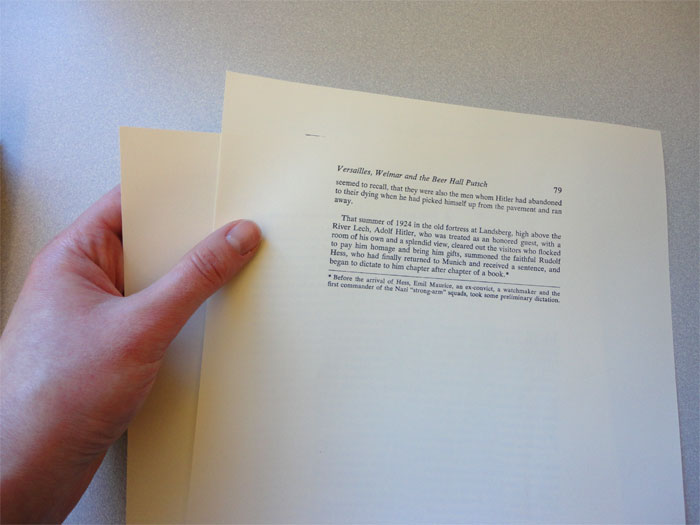 Versailles, Weimar and the Beer Hall Putsch 79
seemed to recall, that they were also the men whom Hitler had abandoned
to their dying when he had picked himself up from the pavement and run
away.
That summer of 1924 in the old fortress at Landsberg, high above the
River Lech, Adolf Hitler, who was treated as an honored guest, with a
room of his own and a splendid view, cleared out the visitors who flocked
to pay him homage and bring him gifts, summoned the faithful Rudolf
Hess, who had finally returned to Munich and received a sentence, and
began to dictate to him chapter after chapter of a book.*
* Before the arrival of Hess, Emil Maurice, an ex-convict, a watchmaker and the
first commander of the Nazi "strong-arm" squads, took some preliminary dictation.